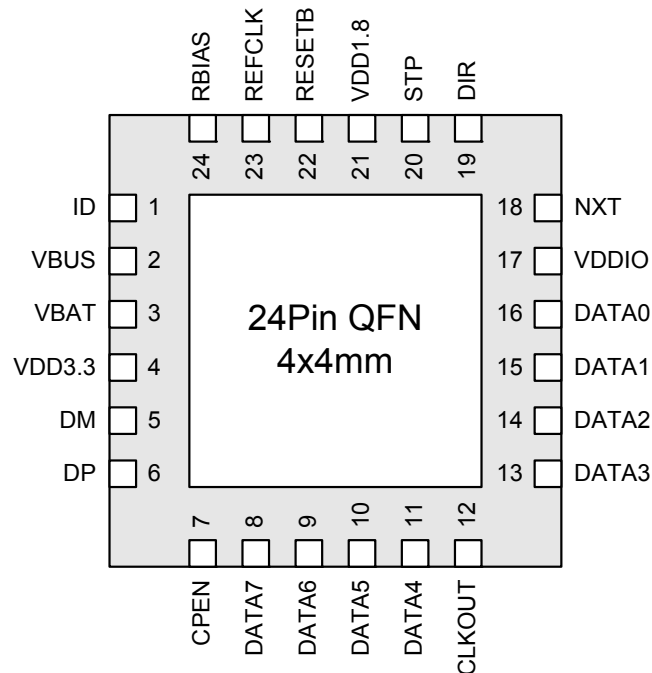 RBIAS
REFCLK
RESETB
VDD1.8
STP
DIR
24
23
22
21
20
19
ID 1
VBUS 2
VBAT 3
VDD3.3 4
DM 5
DP 6
24Pin QFN
4x4mm
18 NXT
17 VDDIO
16 DATA0
15 DATA1
14 DATA2
13 DATA3
7
8
9
10
11
12
CPEN
DATA7
DATA6
DATA5
DATA4
CLKOUT